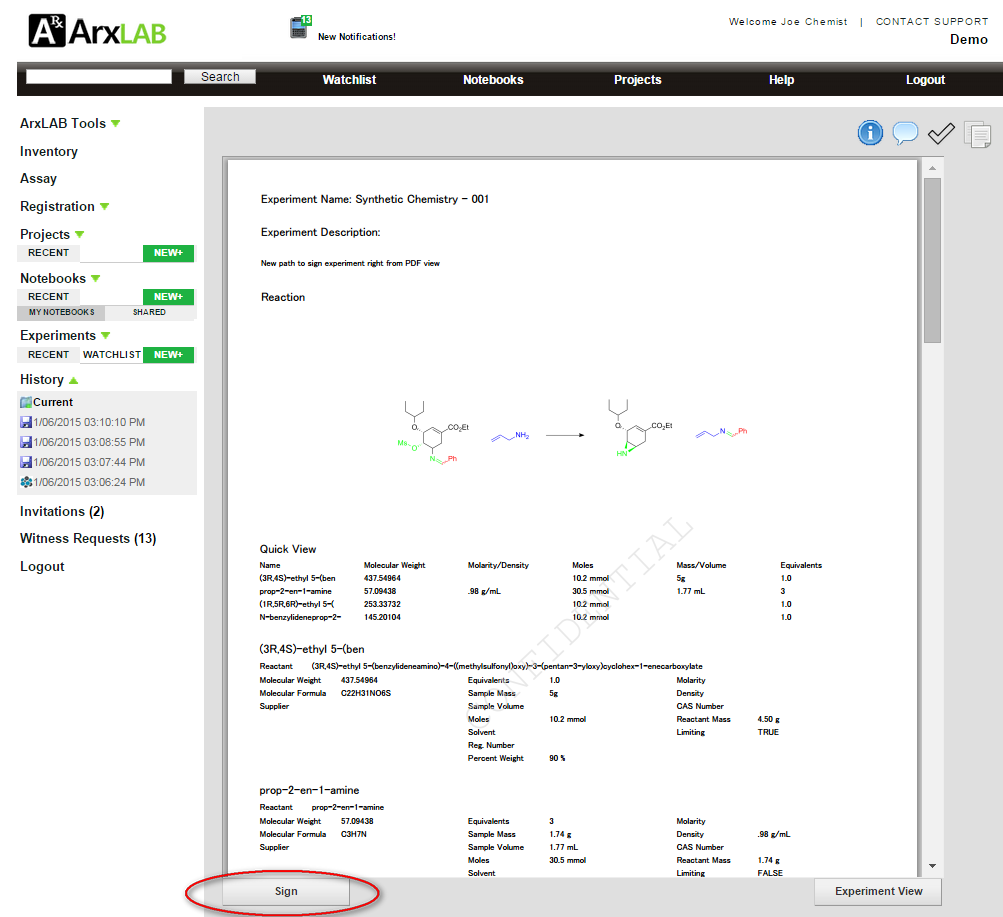 ARx ArxLAB
13
New Notifications!
Welcome Joe Chemist | CONTACT SUPPORT
Demo
Search
Watchlist Notebooks Projects Help Logout
ArxLAB Tools
Inventory
Assay
Registration
Projects
RECENT NEW+
Notebooks
RECENT NEW+
MY NOTEBOOKS SHARED
Experiments
RECENT WATCHLIST NEW+
History
Current
1/06/2015 03:10:10 PM
1/06/2015 03:08:55 PM
1/06/2015 03:07:44 PM
1/06/2015 03:06:24 PM
Invitations (2)
Witness Requests (13)
Logout
Experiment Name: Synthetic Chemistry - 001
Experiment Description:
New path to sign experiment right from PDF view
Reaction
O CO2Et Ms O N Ph NH2 O CO2Et HN N Ph
Quick View
Name Molecular Weight Molarity/Density Moles Mass/Volume Equivalents
(3R,4S)-ethyl 5-(ben 437.54964 10.2 mmol 5g 1.0
prop-2-en-1-amine 57.09438 .98 g/mL 30.5 mmol 1.77 mL 3
(1R,5R,6R)-ethyl 5-( 253.33732 10.2 mmol 1.0
N-benzylideneprop-2- 145.20104 10.2 mmol 1.0
(3R,4S)-ethyl 5-(ben
Reactant (3R,4S)-ethyl 5-(benzylideneamino)-4-((methylsulfonyl)oxy)-3-(pentan-3-yloxy)cyclohex-1-enecarboxylate
Molecular Weight 437.54964 Equivalents 1.0 Molarity
Molecular Formula C22H31NO6S Sample Mass 5g Density
Supplier Sample Volume CAS Number
Moles 10.2 mmol Reactant Mass 4.50 g
Solvent Limiting TRUE
Reg. Number
Percent Weight 90 %
prop-2-en-1-amine
Reactant prop-2-en-1-amine
Molecular Weight 57.09438 Equivalents 3 Molarity
Molecular Formula C3H7N Sample Mass 1.74 g Density .98 g/mL
Supplier Sample Volume 1.77 mL CAS Number
Moles 30.5 mmol Reactant Mass 1.74 g
Solvent Limiting FALSE
Sign
Experiment View